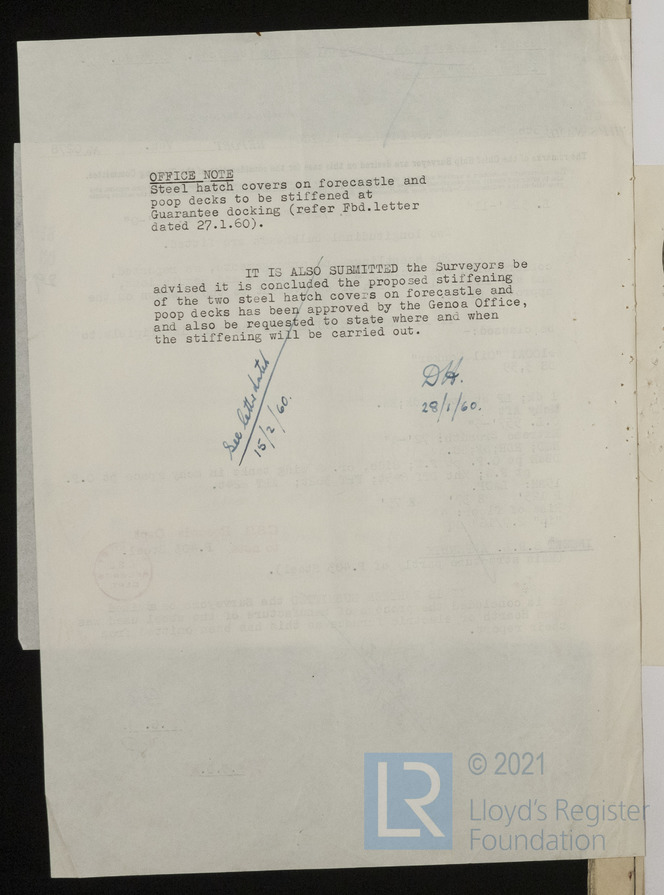 OFFICE NOTE
Steel hatch covers on forecastle and
poop decks to be stiffened at
Guarantee docking (refer Fbd.letter
dated 27.1.60).
IT IS ALSO SUBMITTED the Surveyors be
advised it is concluded the proposed stiffening
of the two steel hatch covers on forecastle and
poop decks has been approved by the Genoa Office,
and also be requested to state where and when
the stiffening will be carried out.
See letter dated
15/2/60.
DH.
28/1/60.
LR
© 2021
Lloyd's Register
Foundation